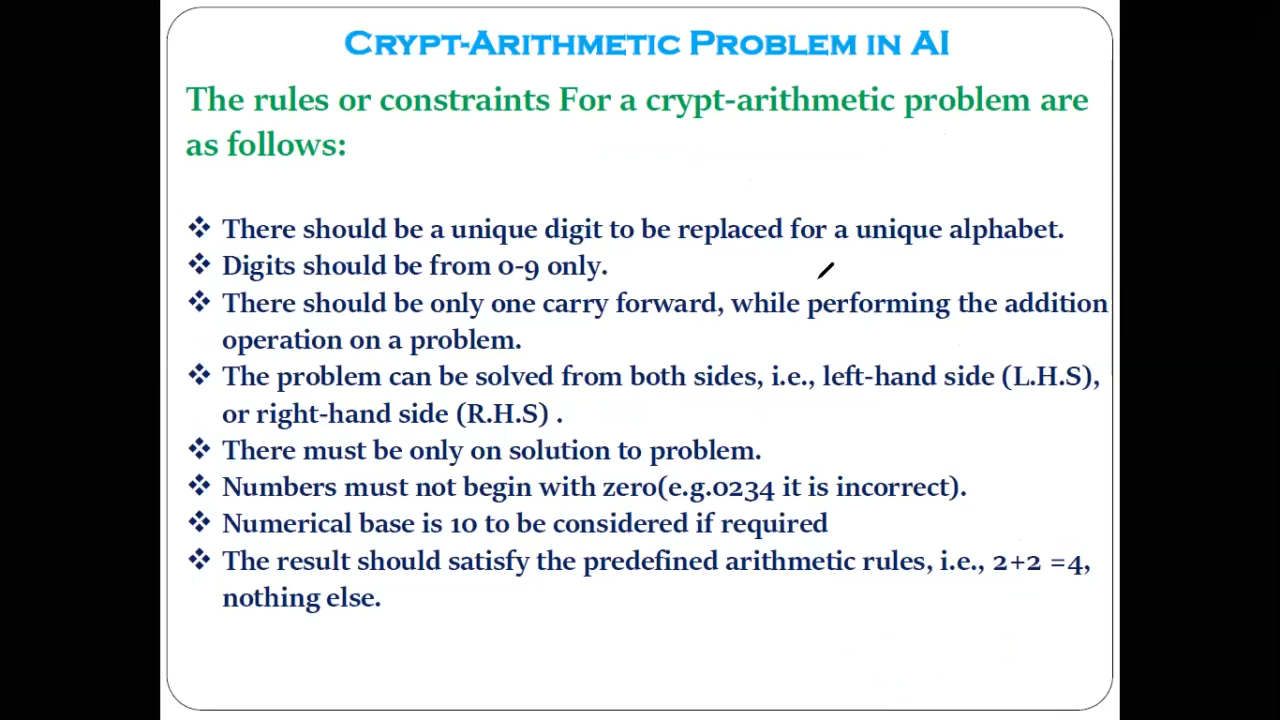 CRYPT-ARITHMETIC PROBLEM IN AI
The rules or constraints For a crypt-arithmetic problem are
as follows:
❖ There should be a unique digit to be replaced for a unique alphabet.
❖ Digits should be from 0-9 only.
❖ There should be only one carry forward, while performing the addition
operation on a problem.
❖ The problem can be solved from both sides, i.e., left-hand side (L.H.S),
or right-hand side (R.H.S) .
❖ There must be only on solution to problem.
❖ Numbers must not begin with zero(e.g.0234 it is incorrect).
❖ Numerical base is 10 to be considered if required
❖ The result should satisfy the predefined arithmetic rules, i.e., 2+2 =4,
nothing else.